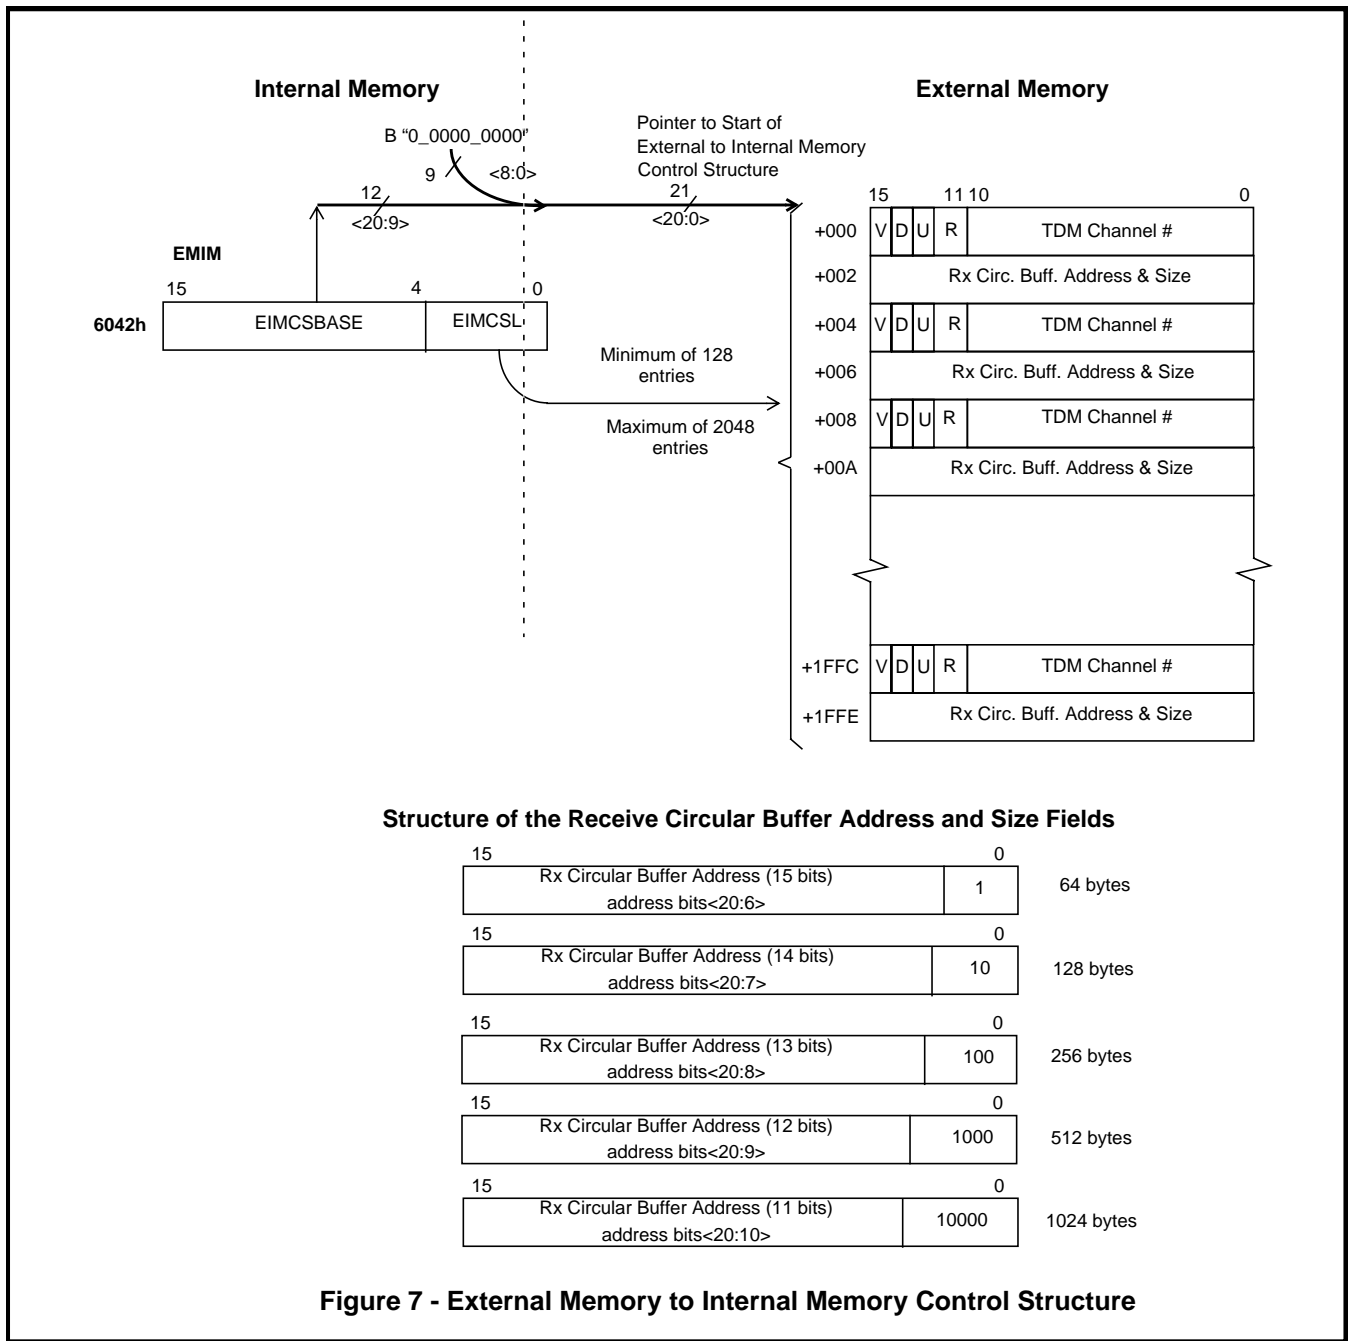 Internal Memory
External Memory
B "0_0000_0000"
9
<8:0>
Pointer to Start of
External to Internal Memory
Control Structure
12
<20:9>
21
<20:0>
15
11
10
0
+000
V
D
U
R
TDM Channel #
+002
Rx Circ. Buff. Address & Size
EMIM
15
4
0
6042h
EIMCSBASE
EIMCSL
+004
V
D
U
R
TDM Channel #
Minimum of 128
entries
+006
Rx Circ. Buff. Address & Size
Maximum of 2048
entries
+008
V
D
U
R
TDM Channel #
+00A
Rx Circ. Buff. Address & Size
+1FFC
V
D
U
R
TDM Channel #
+1FFE
Rx Circ. Buff. Address & Size
Structure of the Receive Circular Buffer Address and Size Fields
15
0
Rx Circular Buffer Address (15 bits)
address bits<20:6>
1
64 bytes
15
0
Rx Circular Buffer Address (14 bits)
address bits<20:7>
10
128 bytes
15
0
Rx Circular Buffer Address (13 bits)
address bits<20:8>
100
256 bytes
15
0
Rx Circular Buffer Address (12 bits)
address bits<20:9>
1000
512 bytes
15
0
Rx Circular Buffer Address (11 bits)
address bits<20:10>
10000
1024 bytes
Figure 7 - External Memory to Internal Memory Control Structure